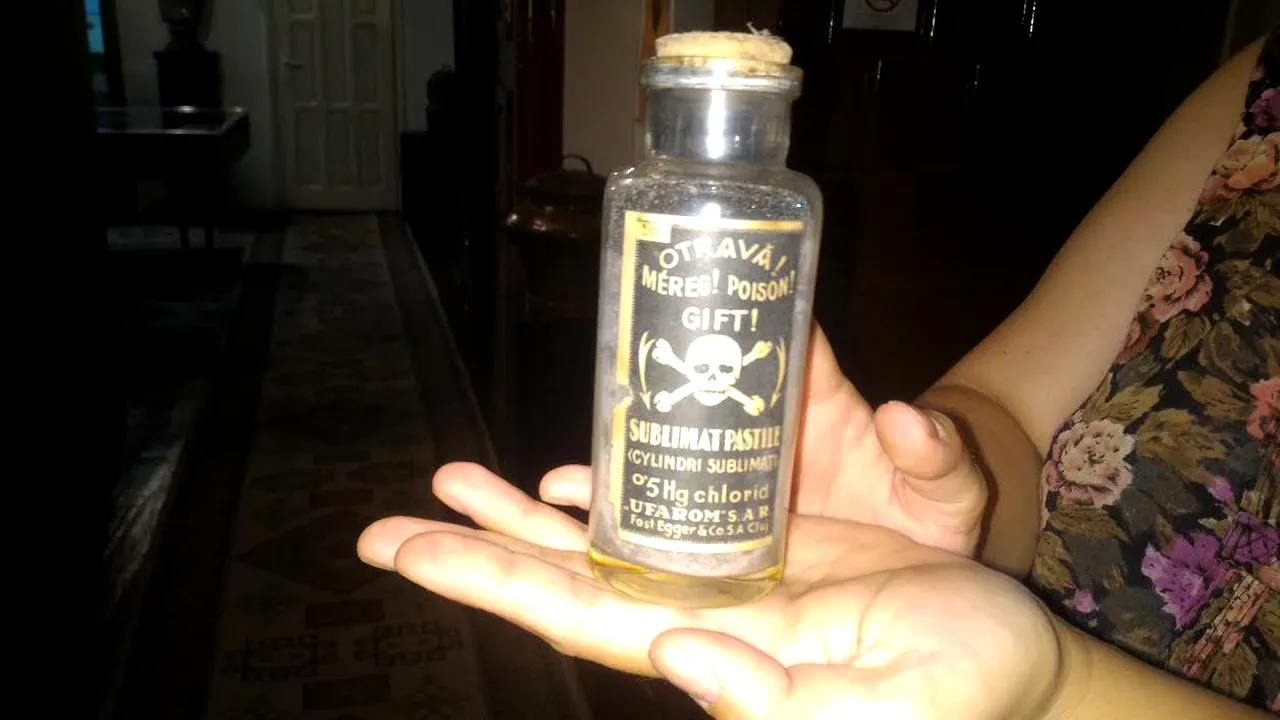 OTRAVĂ!
MÉREG! POISON!
GIFT!
SUBLIMAT PASTILE
(CYLINDRI SUBLIMATI
0'5 Hg chlorid
"UFAROM" S.A.R.
Fost Egger & Co. S.A. Cluj